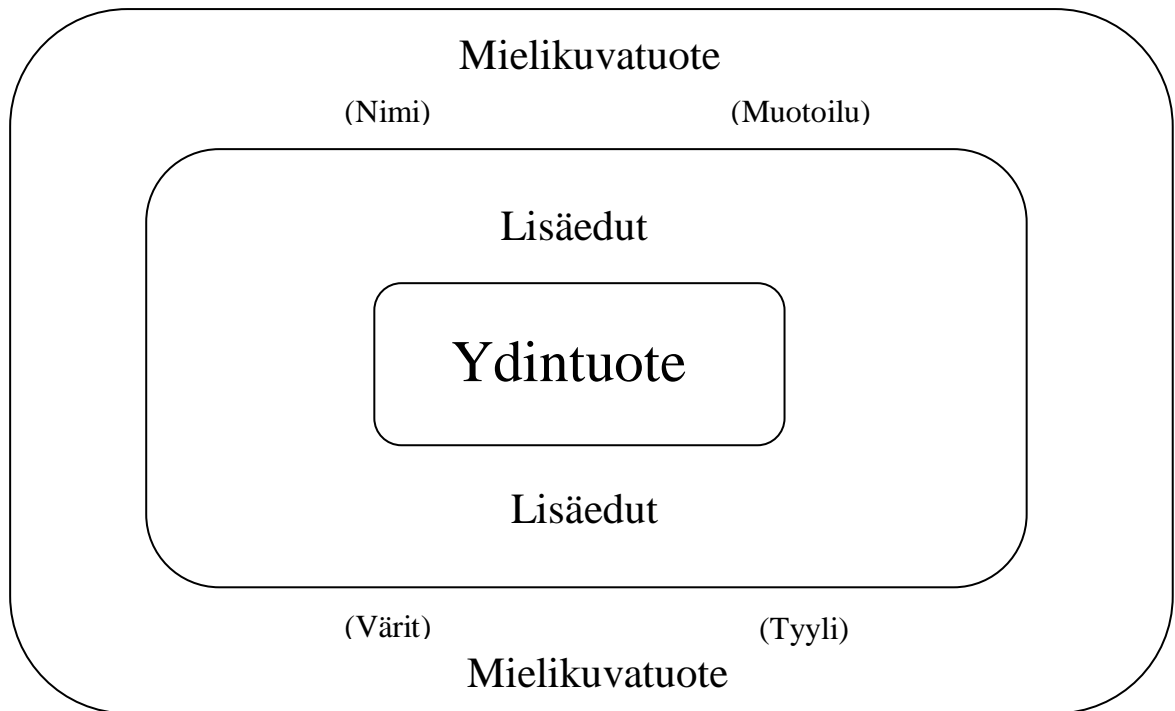 Mielikuvatuote
(Nimi) (Muotoilu)
Lisäedut
Ydintuote
Lisäedut
(Värit) (Tyyli)
Mielikuvatuote